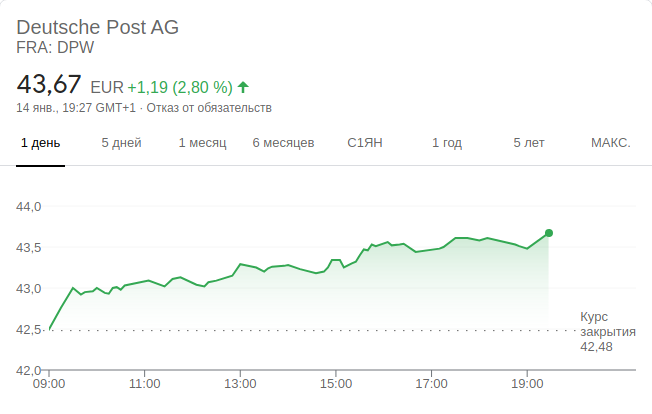 Deutsche Post AG
FRA: DPW
43,67 EUR +1,19 (2,80 %)
14 янв., 19:27 GMT+1 · Отказ от обязательств
1 день 5 дней 1 месяц 6 месяцев С1ЯН 1 год 5 лет МАКС.
44,0
43,5
43,0
42,5
42,0
Курс
закрытия
42,48
09:00 11:00 13:00 15:00 17:00 19:00